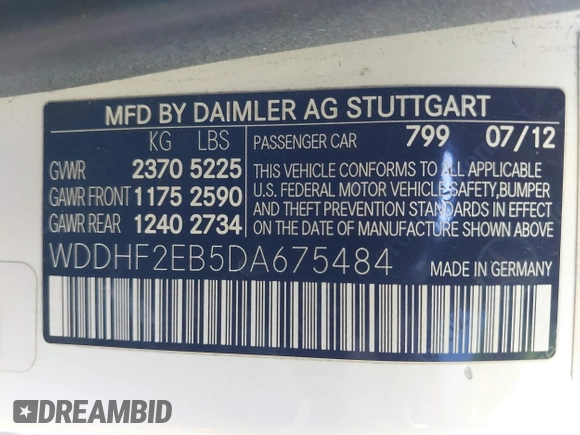 MFD BY DAIMLER AG STUTTGART
KG LBS PASSENGER CAR 799 07/12
GVWR 2370 5225
GAWR FRONT 1175 2590
GAWR REAR 1240 2734
THIS VEHICLE CONFORMS TO ALL APPLICABLE
U.S. FEDERAL MOTOR VEHICLE SAFETY,BUMPER
AND THEFT PREVENTION STANDARDS IN EFFECT
ON THE DATE OF MANUFACTURE SHOWN ABOVE.
WDDHF2EB5DA675484 MADE IN GERMANY
DREAMBID